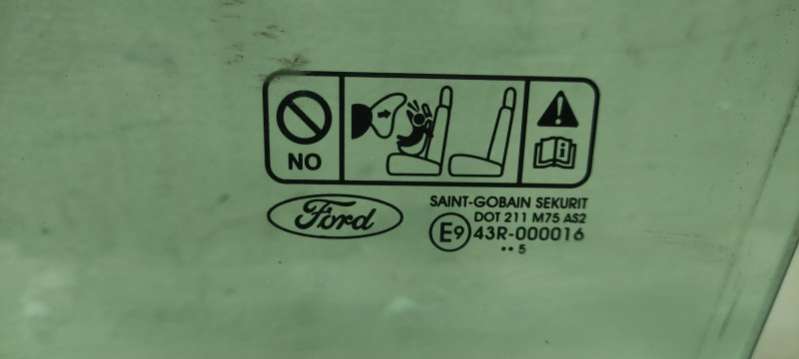 NO
Ford
SAINT-GOBAIN SEKURIT
DOT 211 M75 AS2
E9 43R-000016
•• 5